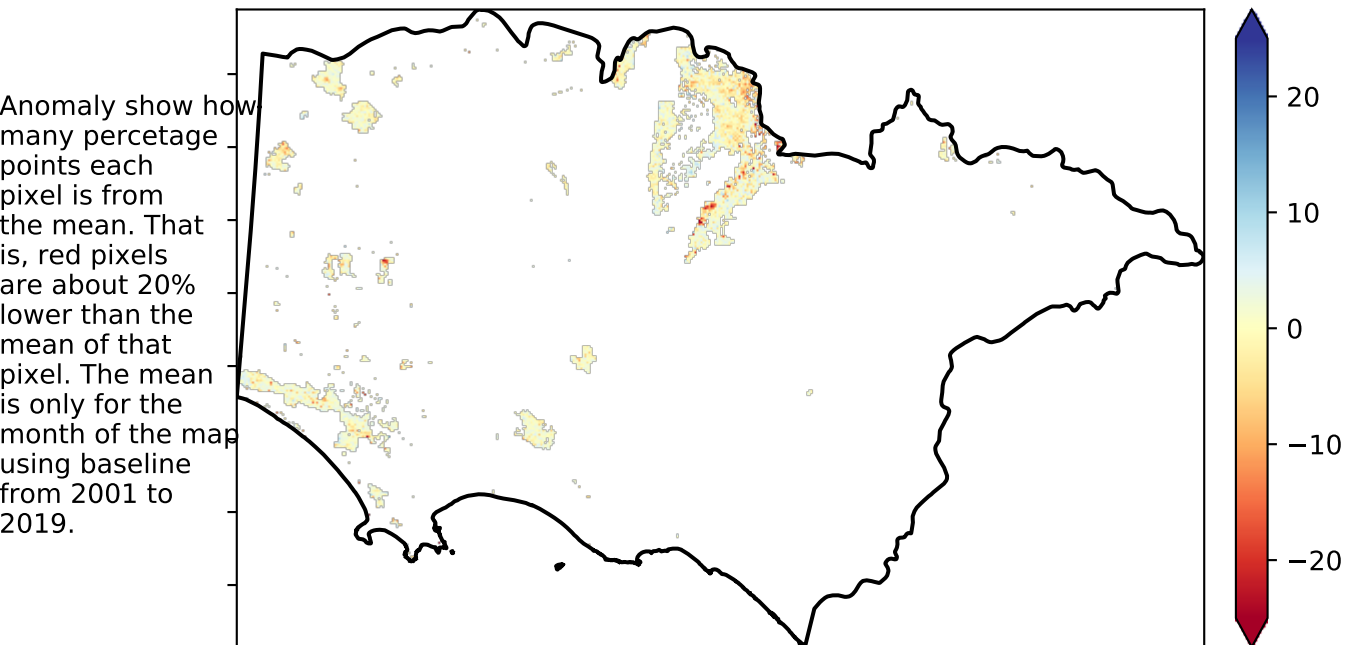 Anomaly show how
many percetage
points each
pixel is from
the mean. That
is, red pixels
are about 20%
lower than the
mean of that
pixel. The mean
is only for the
month of the map
using baseline
from 2001 to
2019.
20
10
0
−10
−20